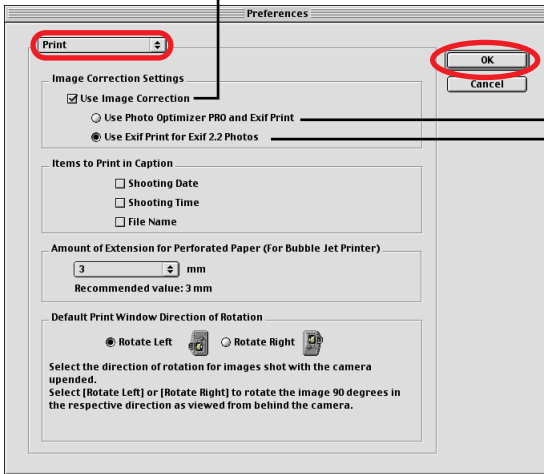 Preferences
Print
OK
Cancel
Image Correction Settings
Use Image Correction
Use Photo Optimizer PRO and Exif Print
Use Exif Print for Exif 2.2 Photos
Items to Print in Caption
Shooting Date
Shooting Time
File Name
Amount of Extension for Perforated Paper (For Bubble Jet Printer)
3 mm
Recommended value: 3 mm
Default Print Window Direction of Rotation
Rotate Left Rotate Right
Select the direction of rotation for images shot with the camera
upended.
Select [Rotate Left] or [Rotate Right] to rotate the image 90 degrees in
the respective direction as viewed from behind the camera.